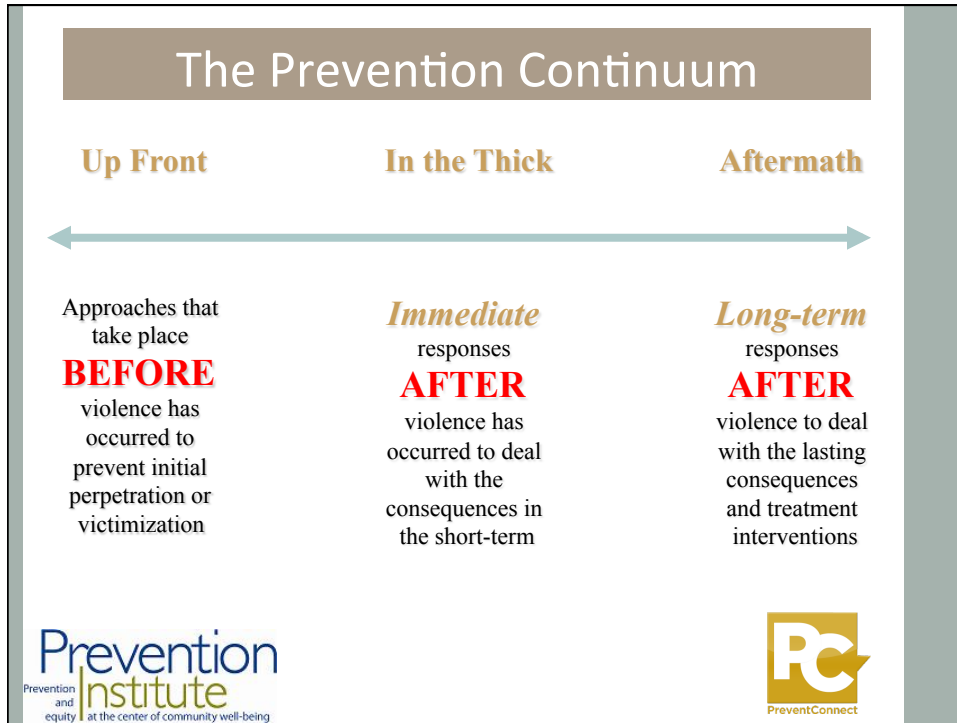 The Prevention Continuum
Up Front
In the Thick
Aftermath
Approaches that
take place
BEFORE
violence has
occurred to
prevent initial
perpetration or
victimization
Immediate
responses
AFTER
violence has
occurred to deal
with the
consequences in
the short-term
Long-term
responses
AFTER
violence to deal
with the lasting
consequences
and treatment
interventions
Prevention
Institute
Prevention
and
equity at the center of community well-being
PC
PreventConnect